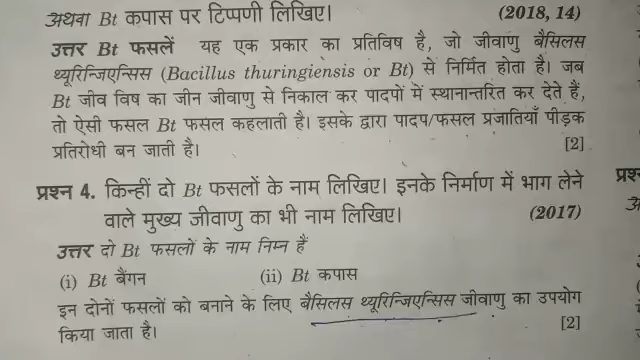 अथवा Bt कपास पर टिप्पणी लिखिए। (2018, 14)
उत्तर Bt फसलें यह एक प्रकार का प्रतिविष है, जो जीवाणु बैसिलस
थ्यूरिन्जिएन्सिस (Bacillus thuringiensis or Bt) से निर्मित होता है। जब
Bt जीव विष का जीन जीवाणु से निकाल कर पादपों में स्थानान्तरित कर देते हैं,
तो ऐसी फसल Bt फसल कहलाती है। इसके द्वारा पादप/फसल प्रजातियाँ पीड़क
प्रतिरोधी बन जाती है। [2]
प्रश्न 4. किन्हीं दो Bt फसलों के नाम लिखिए। इनके निर्माण में भाग लेने
वाले मुख्य जीवाणु का भी नाम लिखिए। (2017)
उत्तर दो Bt फसलों के नाम निम्न हैं
(i) Bt बैंगन (ii) Bt कपास
इन दोनों फसलों को बनाने के लिए बैसिलस थ्यूरिन्जिएन्सिस जीवाणु का उपयोग
किया जाता है। [2]
प्रश्न